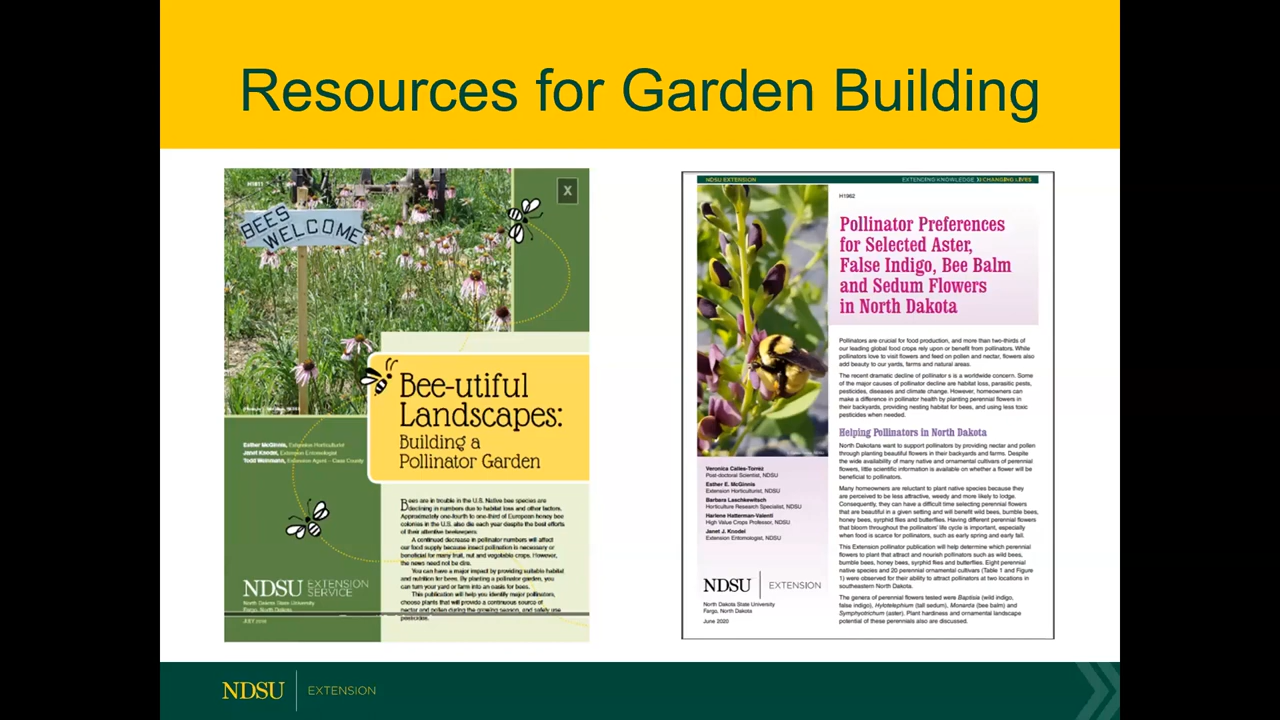 Resources for Garden Building
H1811
X
BEES
WELCOME
Esther McGinnis, Extension Horticulturist
Janet Knodel, Extension Entomologist
Todd Weinmann, Extension Agent – Cass County
Bee-utiful
Landscapes:
Building a
Pollinator Garden
Bees are in trouble in the U.S. Native bee species are
declining in numbers due to habitat loss and other factors.
Approximately one-fourth to one-third of European honey bee
colonies in the U.S. also die each year despite the best efforts
of their attentive beekeepers.
A continued decrease in pollinator numbers will affect
our food supply because insect pollination is necessary or
beneficial for many fruit, nut and vegetable crops. However,
the news need not be dire.
You can have a major impact by providing suitable habitat
and nutrition for bees. By planting a pollinator garden, you
can turn your yard or farm into an oasis for bees.
This publication will help you identify major pollinators,
choose plants that will provide a continuous source of
nectar and pollen during the growing season, and safely use
pesticides.
NDSU EXTENSION
SERVICE
North Dakota State University
Fargo, North Dakota
JULY 2016
NDSU EXTENSION
EXTENDING KNOWLEDGE CHANGING LIVES
H1962
Pollinator Preferences
for Selected Aster,
False Indigo, Bee Balm
and Sedum Flowers
in North Dakota
Pollinators are crucial for food production, and more than two-thirds of
our leading global food crops rely upon or benefit from pollinators. While
pollinators love to visit flowers and feed on pollen and nectar, flowers also
add beauty to our yards, farms and natural areas.
The recent dramatic decline of pollinator s is a worldwide concern. Some
of the major causes of pollinator decline are habitat loss, parasitic pests,
pesticides, diseases and climate change. However, homeowners can
make a difference in pollinator health by planting perennial flowers in
their backyards, providing nesting habitat for bees, and using less toxic
pesticides when needed.
Helping Pollinators in North Dakota
North Dakotans want to support pollinators by providing nectar and pollen
through planting beautiful flowers in their backyards and farms. Despite
the wide availability of many native and ornamental cultivars of perennial
flowers, little scientific information is available on whether a flower will be
beneficial to pollinators.
Many homeowners are reluctant to plant native species because they
are perceived to be less attractive, weedy and more likely to lodge.
Consequently, they can have a difficult time selecting perennial flowers
that are beautiful in a given setting and will benefit wild bees, bumble bees,
honey bees, syrphid flies and butterflies. Having different perennial flowers
that bloom throughout the pollinators' life cycle is important, especially
when food is scarce for pollinators, such as early spring and early fall.
This Extension pollinator publication will help determine which perennial
flowers to plant that attract and nourish pollinators such as wild bees,
bumble bees, honey bees, syrphid flies and butterflies. Eight perennial
native species and 20 perennial ornamental cultivars (Table 1 and Figure
1) were observed for their ability to attract pollinators at two locations in
southeastern North Dakota.
The genera of perennial flowers tested were Baptisia (wild indigo,
false indigo), Hylotelephium (tall sedum), Monarda (bee balm) and
Symphyotrichum (aster). Plant hardiness and ornamental landscape
potential of these perennials also are discussed.
Veronica Calles-Torrez
Post-doctoral Scientist, NDSU
Esther E. McGinnis
Extension Horticulturist, NDSU
Barbara Laschkewitsch
Horticulture Research Specialist, NDSU
Harlene Hatterman-Valenti
High Value Crops Professor, NDSU
Janet J. Knodel
Extension Entomologist, NDSU
NDSU EXTENSION
North Dakota State University
Fargo, North Dakota
June 2020
NDSU EXTENSION